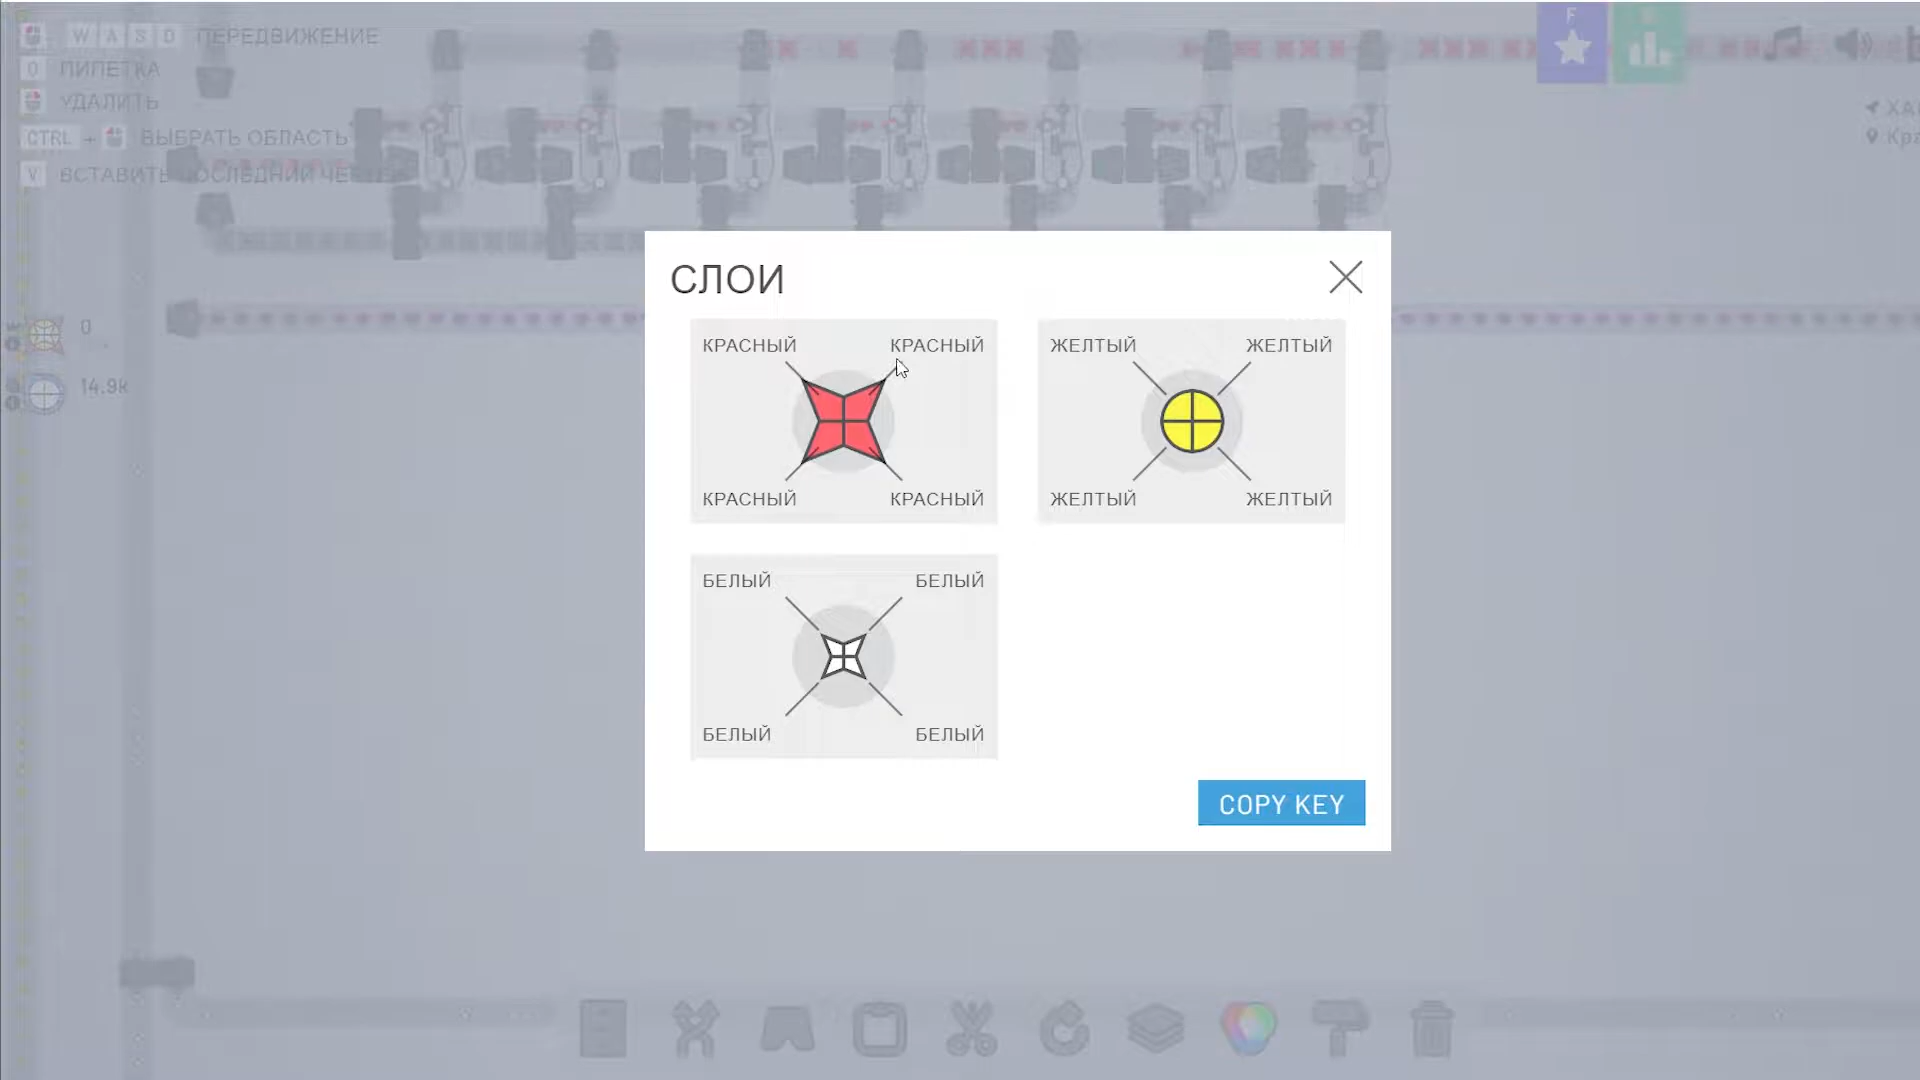 F
W A S D ПЕРЕДВИЖЕНИЕ
Q ПИПЕТКА
УДАЛИТЬ
CTRL + ВЫБРАТЬ ОБЛАСТЬ
V ВСТАВИТЬ ПОСЛЕДНИЙ
0
14.9k
СЛОИ
КРАСНЫЙ КРАСНЫЙ
КРАСНЫЙ КРАСНЫЙ
ЖЕЛТЫЙ ЖЕЛТЫЙ
ЖЕЛТЫЙ ЖЕЛТЫЙ
БЕЛЫЙ БЕЛЫЙ
БЕЛЫЙ БЕЛЫЙ
COPY KEY